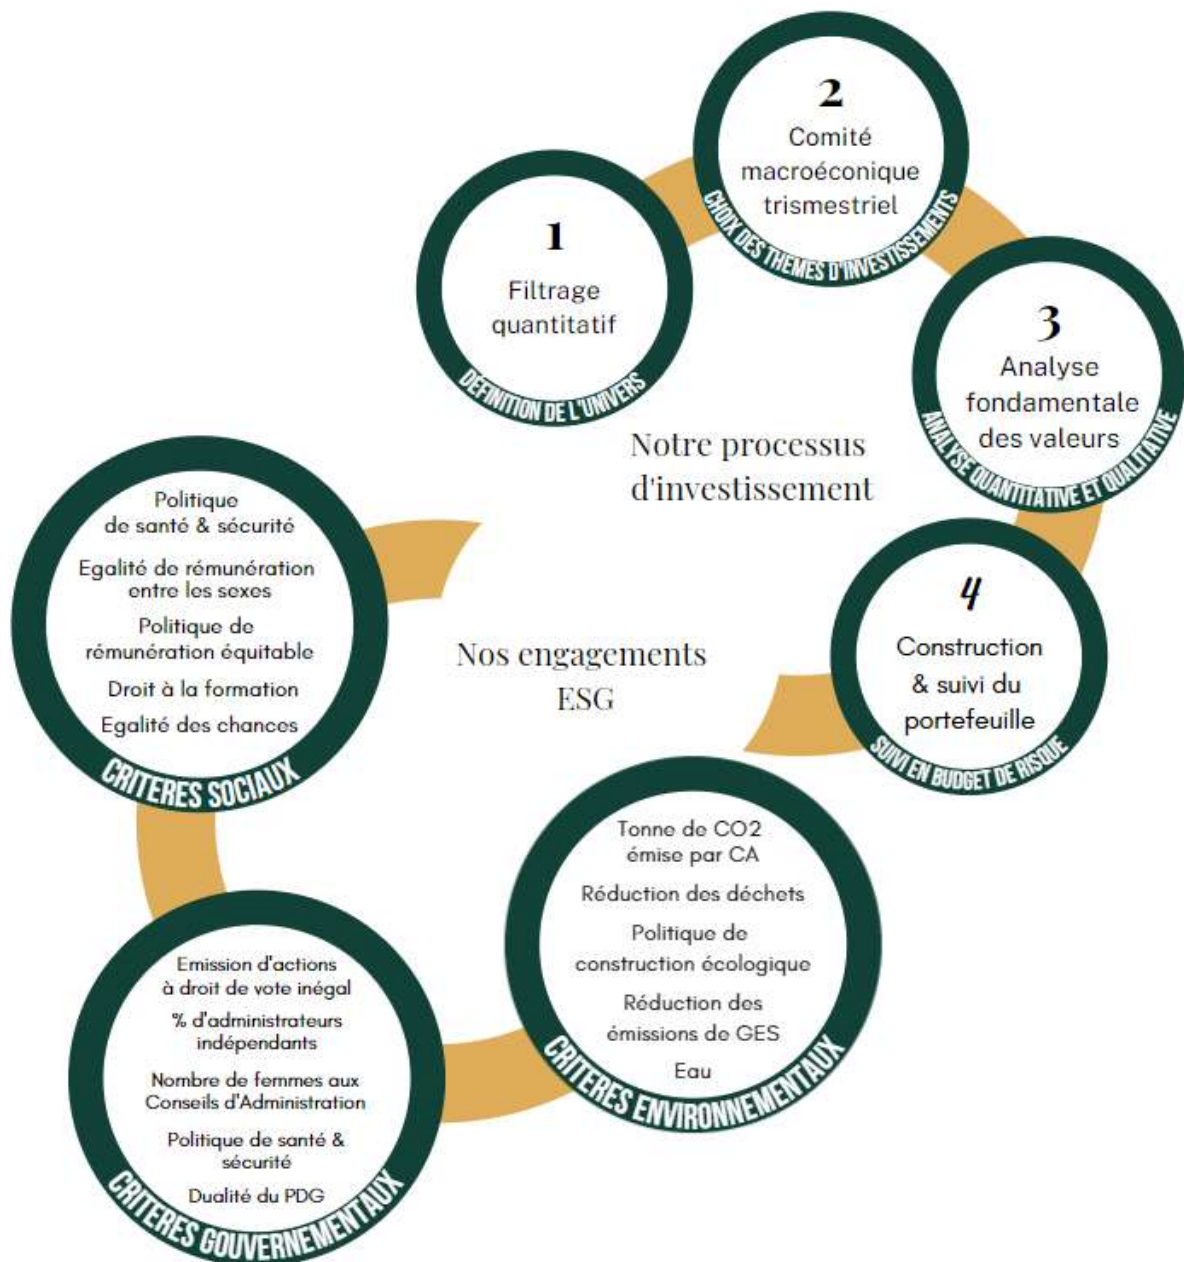 1
Filtrage
quantitatif
DÉFINITION DE L'UNIVERS
2
Comité
macroéconique
trismestriel
CHOIX DES THEMES D'INVESTISSEMENTS
3
Analyse
fondamentale
des valeurs
ANALYSE QUANTITATIVE ET QUALITATIVE
4
Construction
& suivi du
portefeuille
SUIVI EN BUDGET DE RISQUE
Notre processus
d'investissement
Nos engagements
ESG
Politique
de santé & sécurité
Egalité de rémunération
entre les sexes
Politique de
rémunération équitable
Droit à la formation
Egalité des chances
CRITERES SOCIAUX
Emission d'actions
à droit de vote inégal
% d'administrateurs
indépendants
Nombre de femmes aux
Conseils d'Administration
Politique de santé &
sécurité
Dualité du PDG
CRITERES GOUVERNEMENTAUX
Tonne de CO2
émise par CA
Réduction des déchets
Politique de
construction écologique
Réduction des
émissions de GES
Eau
CRITERES ENVIRONNEMENTAUX